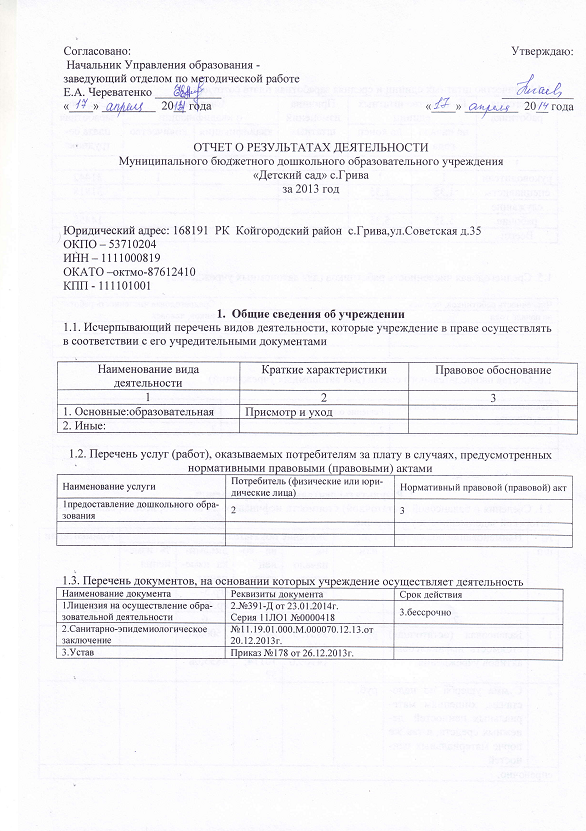 Согласовано: Утверждаю:
Начальник Управления образования -
заведующий отделом по методической работе
Е.А. Череватенко
«17» апреля 2014 года «17» апреля 2014 года
ОТЧЕТ О РЕЗУЛЬТАТАХ ДЕЯТЕЛЬНОСТИ
Муниципального бюджетного дошкольного образовательного учреждения
«Детский сад» с.Грива
за 2013 год
Юридический адрес: 168191 РК Койгородский район с.Грива,ул.Советская д.35
ОКПО – 53710204
ИНН – 1111000819
ОКАТО –октмо-87612410
КПП - 111101001
1. Общие сведения об учреждении
1.1. Исчерпывающий перечень видов деятельности, которые учреждение в праве осуществлять
в соответствии с его учредительными документами
Наименование вида Краткие характеристики Правовое обоснование
деятельности
1 2 3
1. Основные:образовательная Присмотр и уход
2. Иные:
1.2. Перечень услуг (работ), оказываемых потребителям за плату в случаях, предусмотренных
нормативными правовыми (правовыми) актами
Наименование услуги Потребитель (физические или юри- Нормативный правовой (правовой) акт
дические лица)
1предоставление дошкольного обра- 2 3
зования
1.3. Перечень документов, на основании которых учреждение осуществляет деятельность
Наименование документа Реквизиты документа Срок действия
1Лицензия на осуществление обра- 2.№391-Д от 23.01.2014г. 3.бессрочно
зовательной деятельности Серия 11ЛО1 №0000418
2.Санитарно-эпидемиологическое №11.19.01.000.М.000070.12.13.от
заключение 20.12.2013г.
3.Устав Приказ №178 от 26.12.2013г.